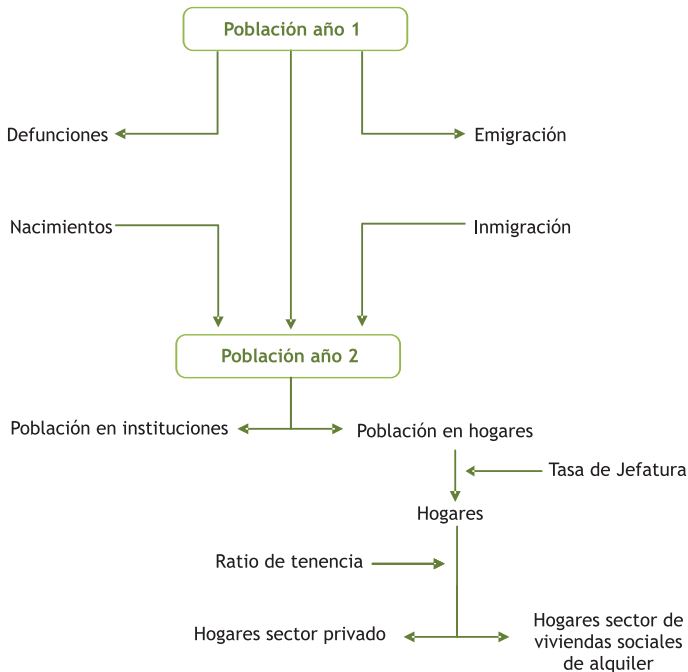 Población año 1
Defunciones
Emigración
Nacimientos
Inmigración
Población año 2
Población en instituciones
Población en hogares
Tasa de Jefatura
Hogares
Ratio de tenencia
Hogares sector privado
Hogares sector de
viviendas sociales
de alquiler